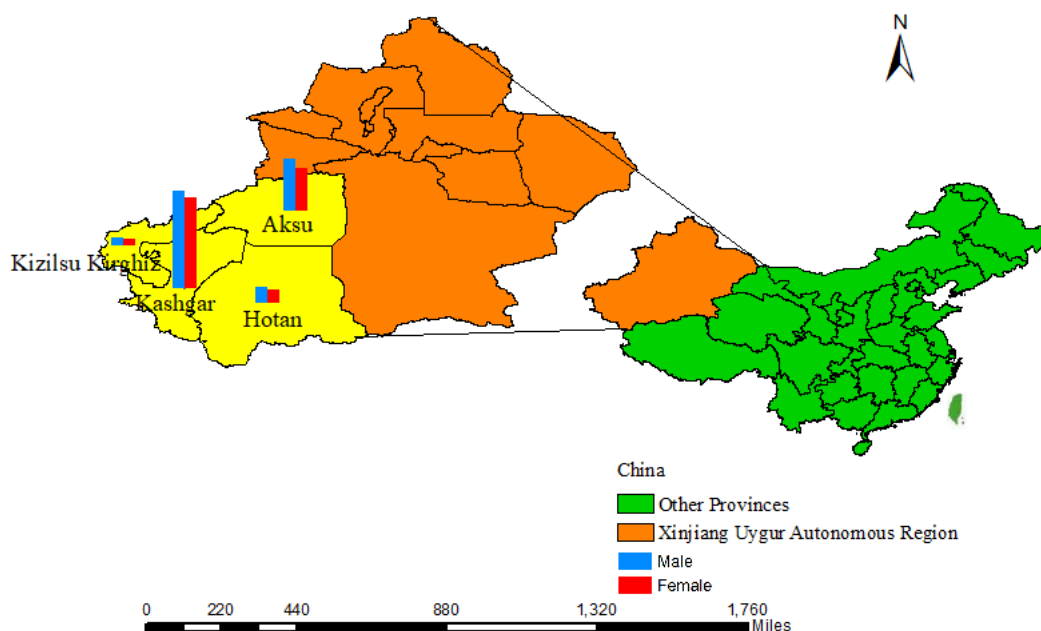 N
Aksu
Kizilsu Kirghiz
Kashgar
Hotan
China
Other Provinces
Xinjiang Uygur Autonomous Region
Male
Female
0 220 440 880 1,320 1,760
Miles